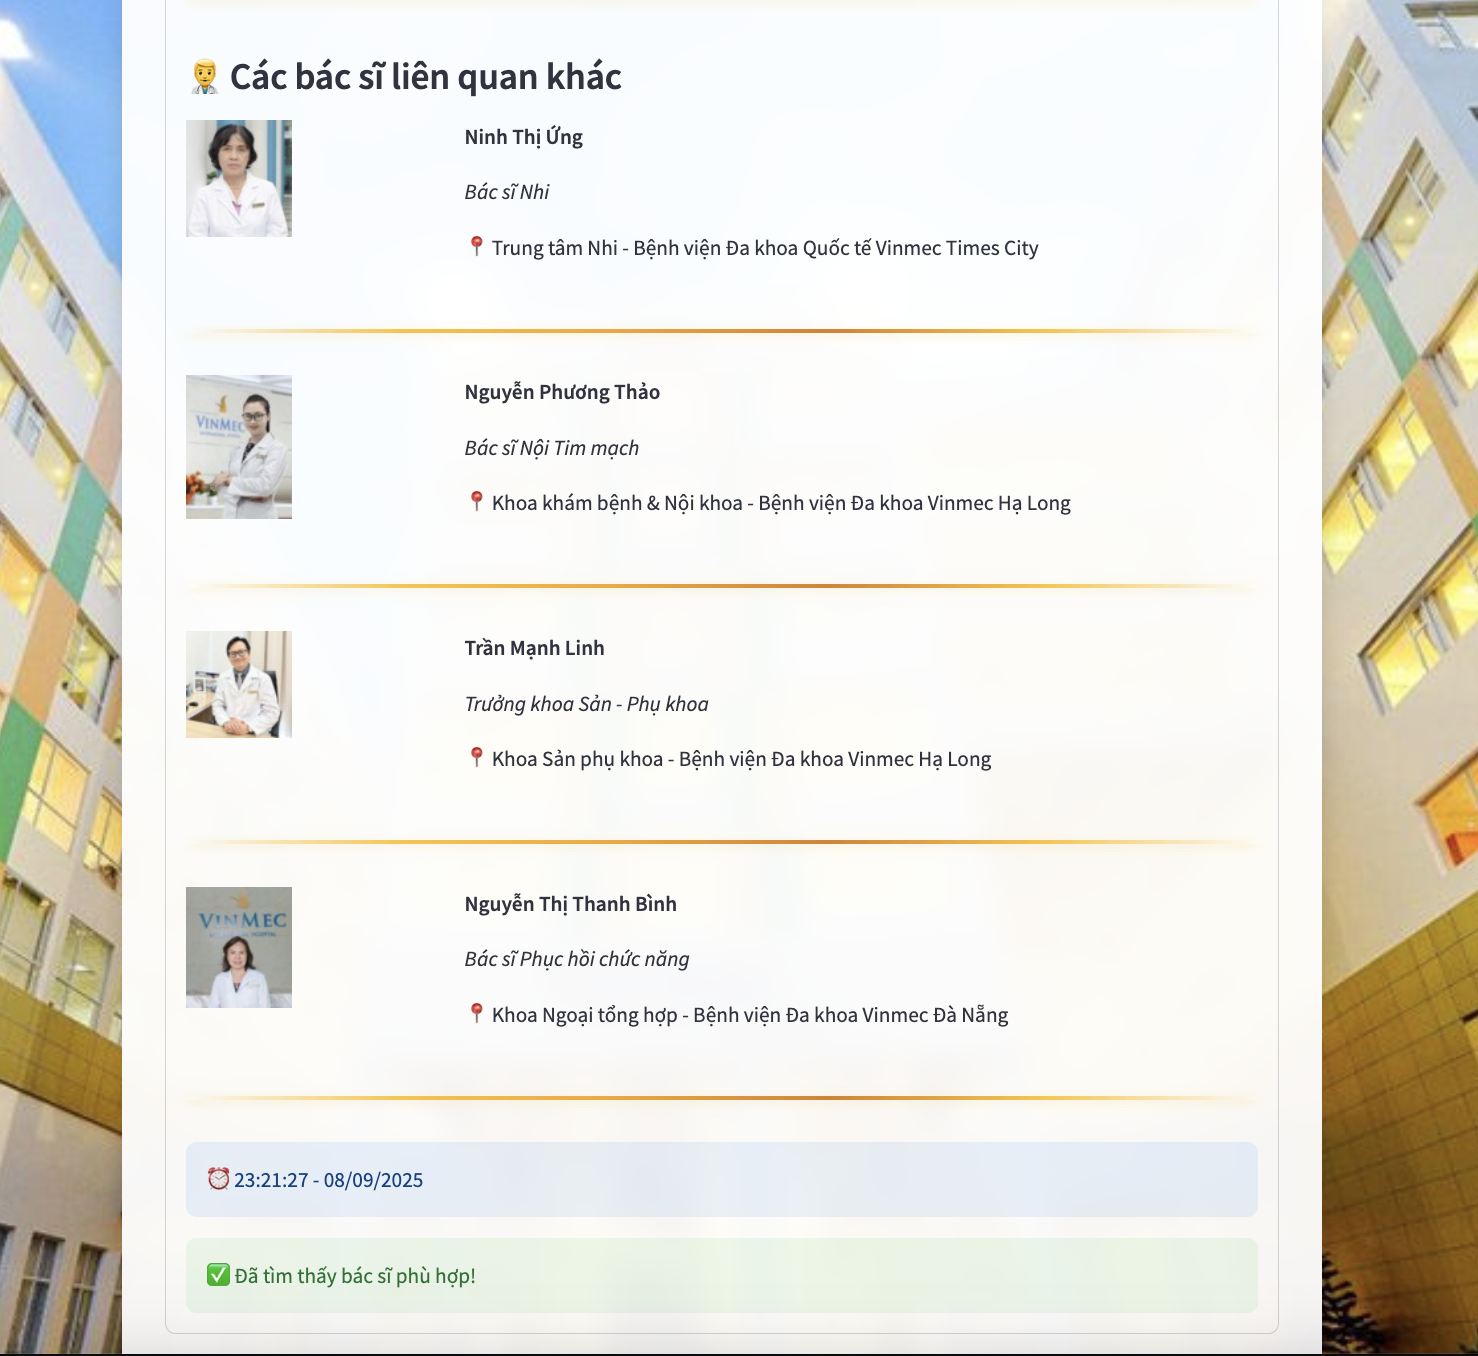 Các bác sĩ liên quan khác
Ninh Thị Ứng
Bác sĩ Nhi
Trung tâm Nhi - Bệnh viện Đa khoa Quốc tế Vinmec Times City
VINMEC
Nguyễn Phương Thảo
Bác sĩ Nội Tim mạch
Khoa khám bệnh & Nội khoa - Bệnh viện Đa khoa Vinmec Hạ Long
Trần Mạnh Linh
Trưởng khoa Sản - Phụ khoa
Khoa Sản phụ khoa - Bệnh viện Đa khoa Vinmec Hạ Long
VINMEC
Nguyễn Thị Thanh Bình
Bác sĩ Phục hồi chức năng
Khoa Ngoại tổng hợp - Bệnh viện Đa khoa Vinmec Đà Nẵng
23:21:27 - 08/09/2025
Đã tìm thấy bác sĩ phù hợp!